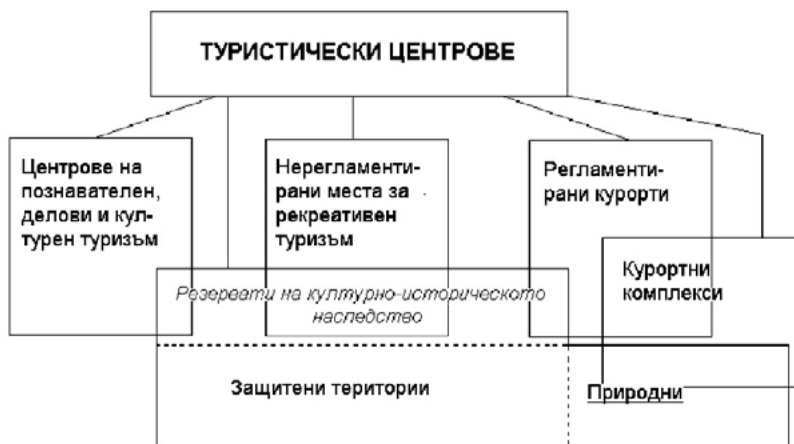 ТУРИСТИЧЕСКИ ЦЕНТРОВЕ
Центрове на
познавателен,
делови и кул-
турен туризъм
Нерегламенти-
рани места за
рекреативен
туризъм
Регламенти-
рани курорти
Курортни
комплекси
Резервати на културно-историческото
наследство
Защитени територии
Природни